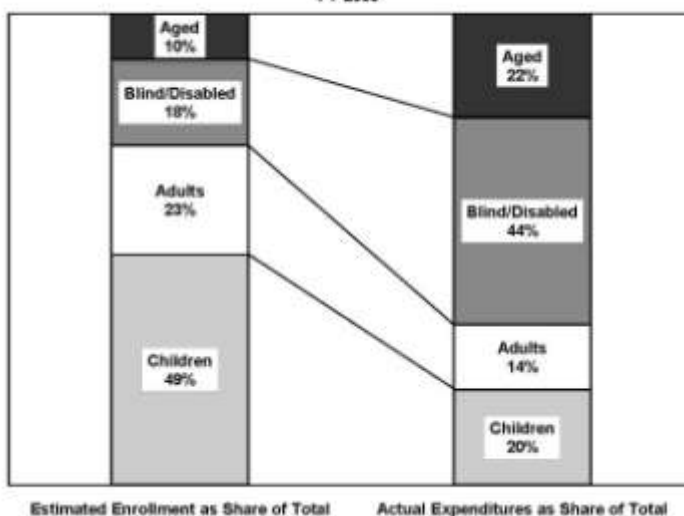 Aged
10%
Blind/Disabled
18%
Adults
23%
Children
49%
Aged
22%
Blind/Disabled
44%
Adults
14%
Children
20%
Estimated Enrollment as Share of Total
Actual Expenditures as Share of Total